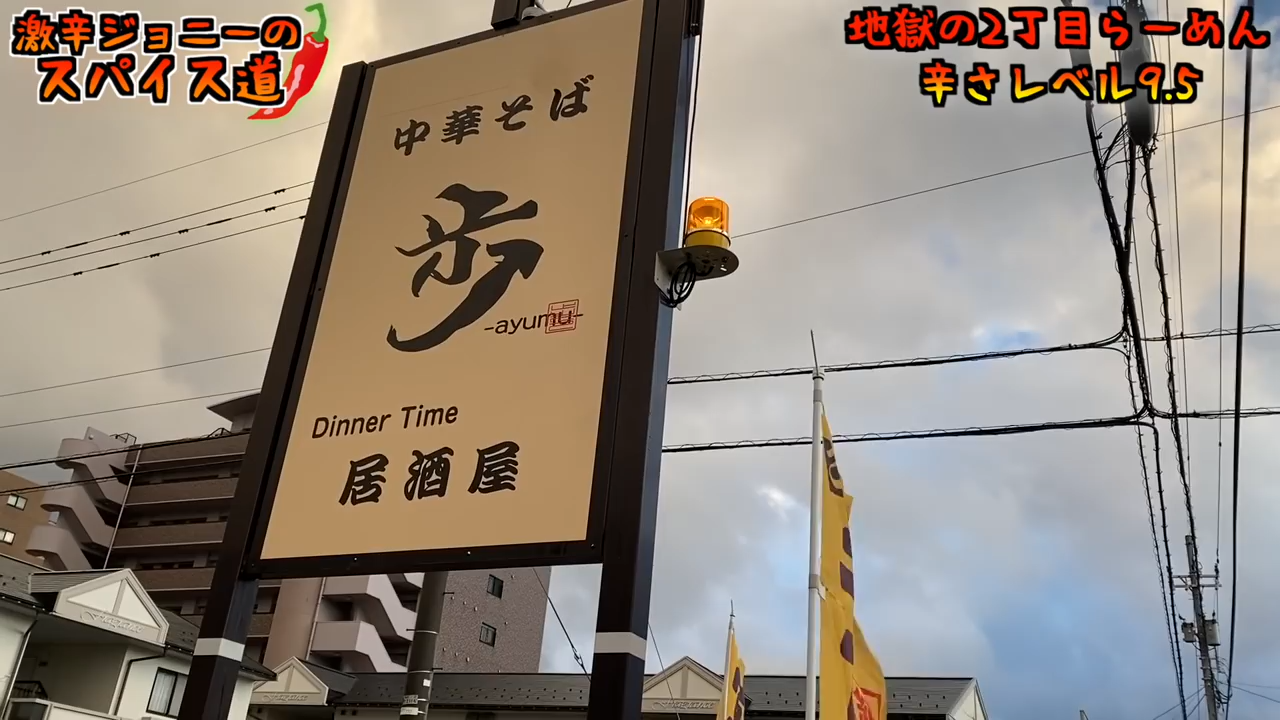 激辛ジョニーの
スパイス道
地獄の2丁目らーめん
辛さレベル9.5
中華そば
歩
-ayumu-
Dinner Time
居酒屋